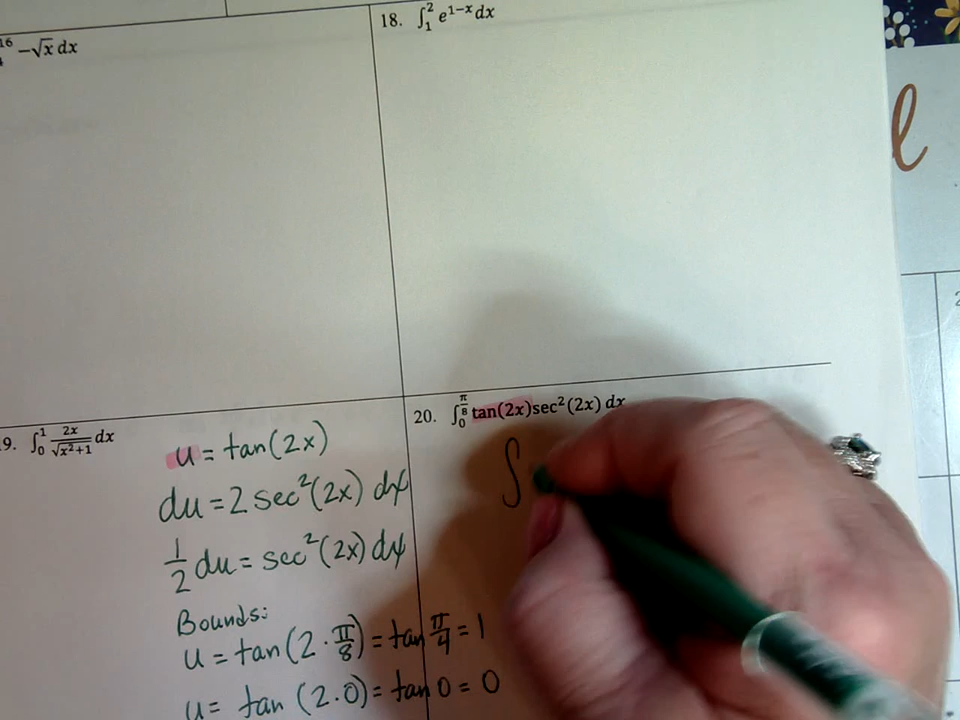 16 −√x dx
18. ∫₁² e^{1−x} dx
9. ∫₀¹ 2x/√(x²+1) dx
20. ∫₀^{π/8} tan(2x)sec²(2x) dx
u = tan(2x)
du = 2 sec²(2x) dx
1/2 du = sec²(2x) dx
Bounds:
u = tan(2·π/8) = tan π/4 = 1
u = tan (2·0) = tan 0 = 0
∫
l